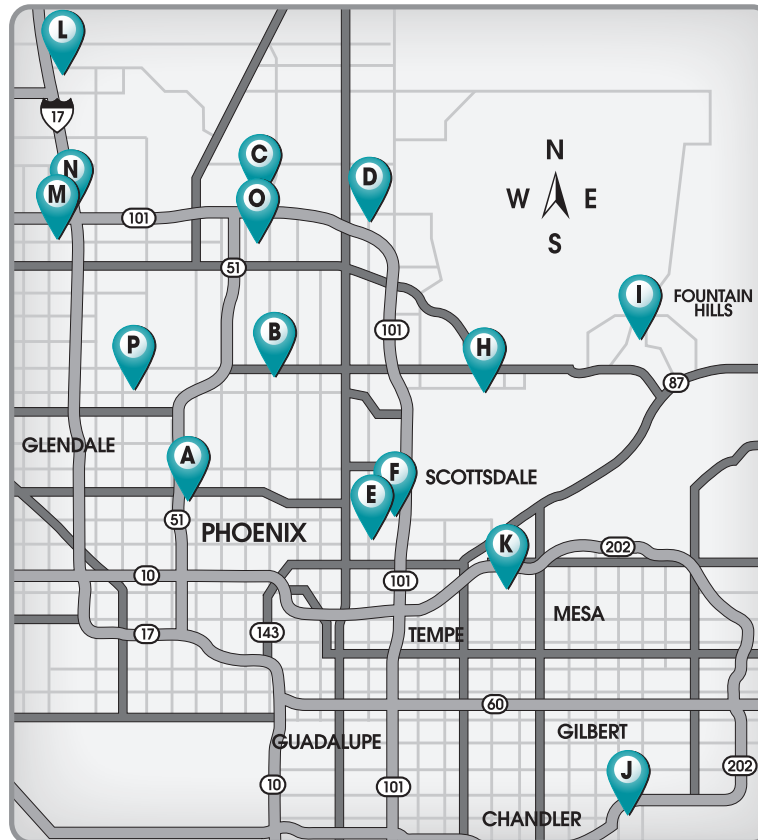 L
17
N
C
M
D
O
N
W E
S
101
51
I
FOUNTAIN
HILLS
101
B
P
H
87
GLENDALE
A
F
SCOTTSDALE
E
51
PHOENIX
K
202
10
101
MESA
17
143
TEMPE
60
GUADALUPE
GILBERT
J
202
10
101
CHANDLER